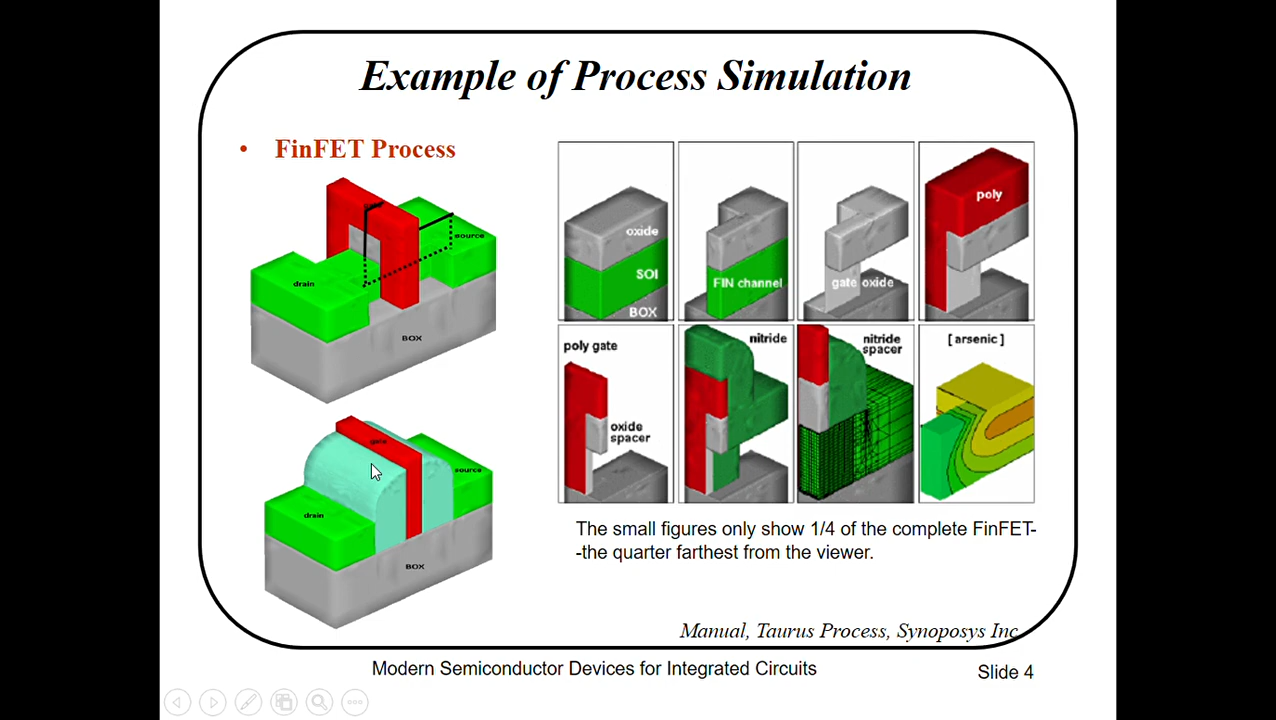 Example of Process Simulation
• FinFET Process
gate
source
drain
BOX
gate
source
drain
BOX
oxide
SOI
BOX
FIN channel
gate oxide
poly
poly gate
oxide
spacer
nitride
nitride
spacer
[ arsenic ]
The small figures only show 1/4 of the complete FinFET-
-the quarter farthest from the viewer.
Manual, Taurus Process, Synoposys Inc.
Modern Semiconductor Devices for Integrated Circuits
Slide 4